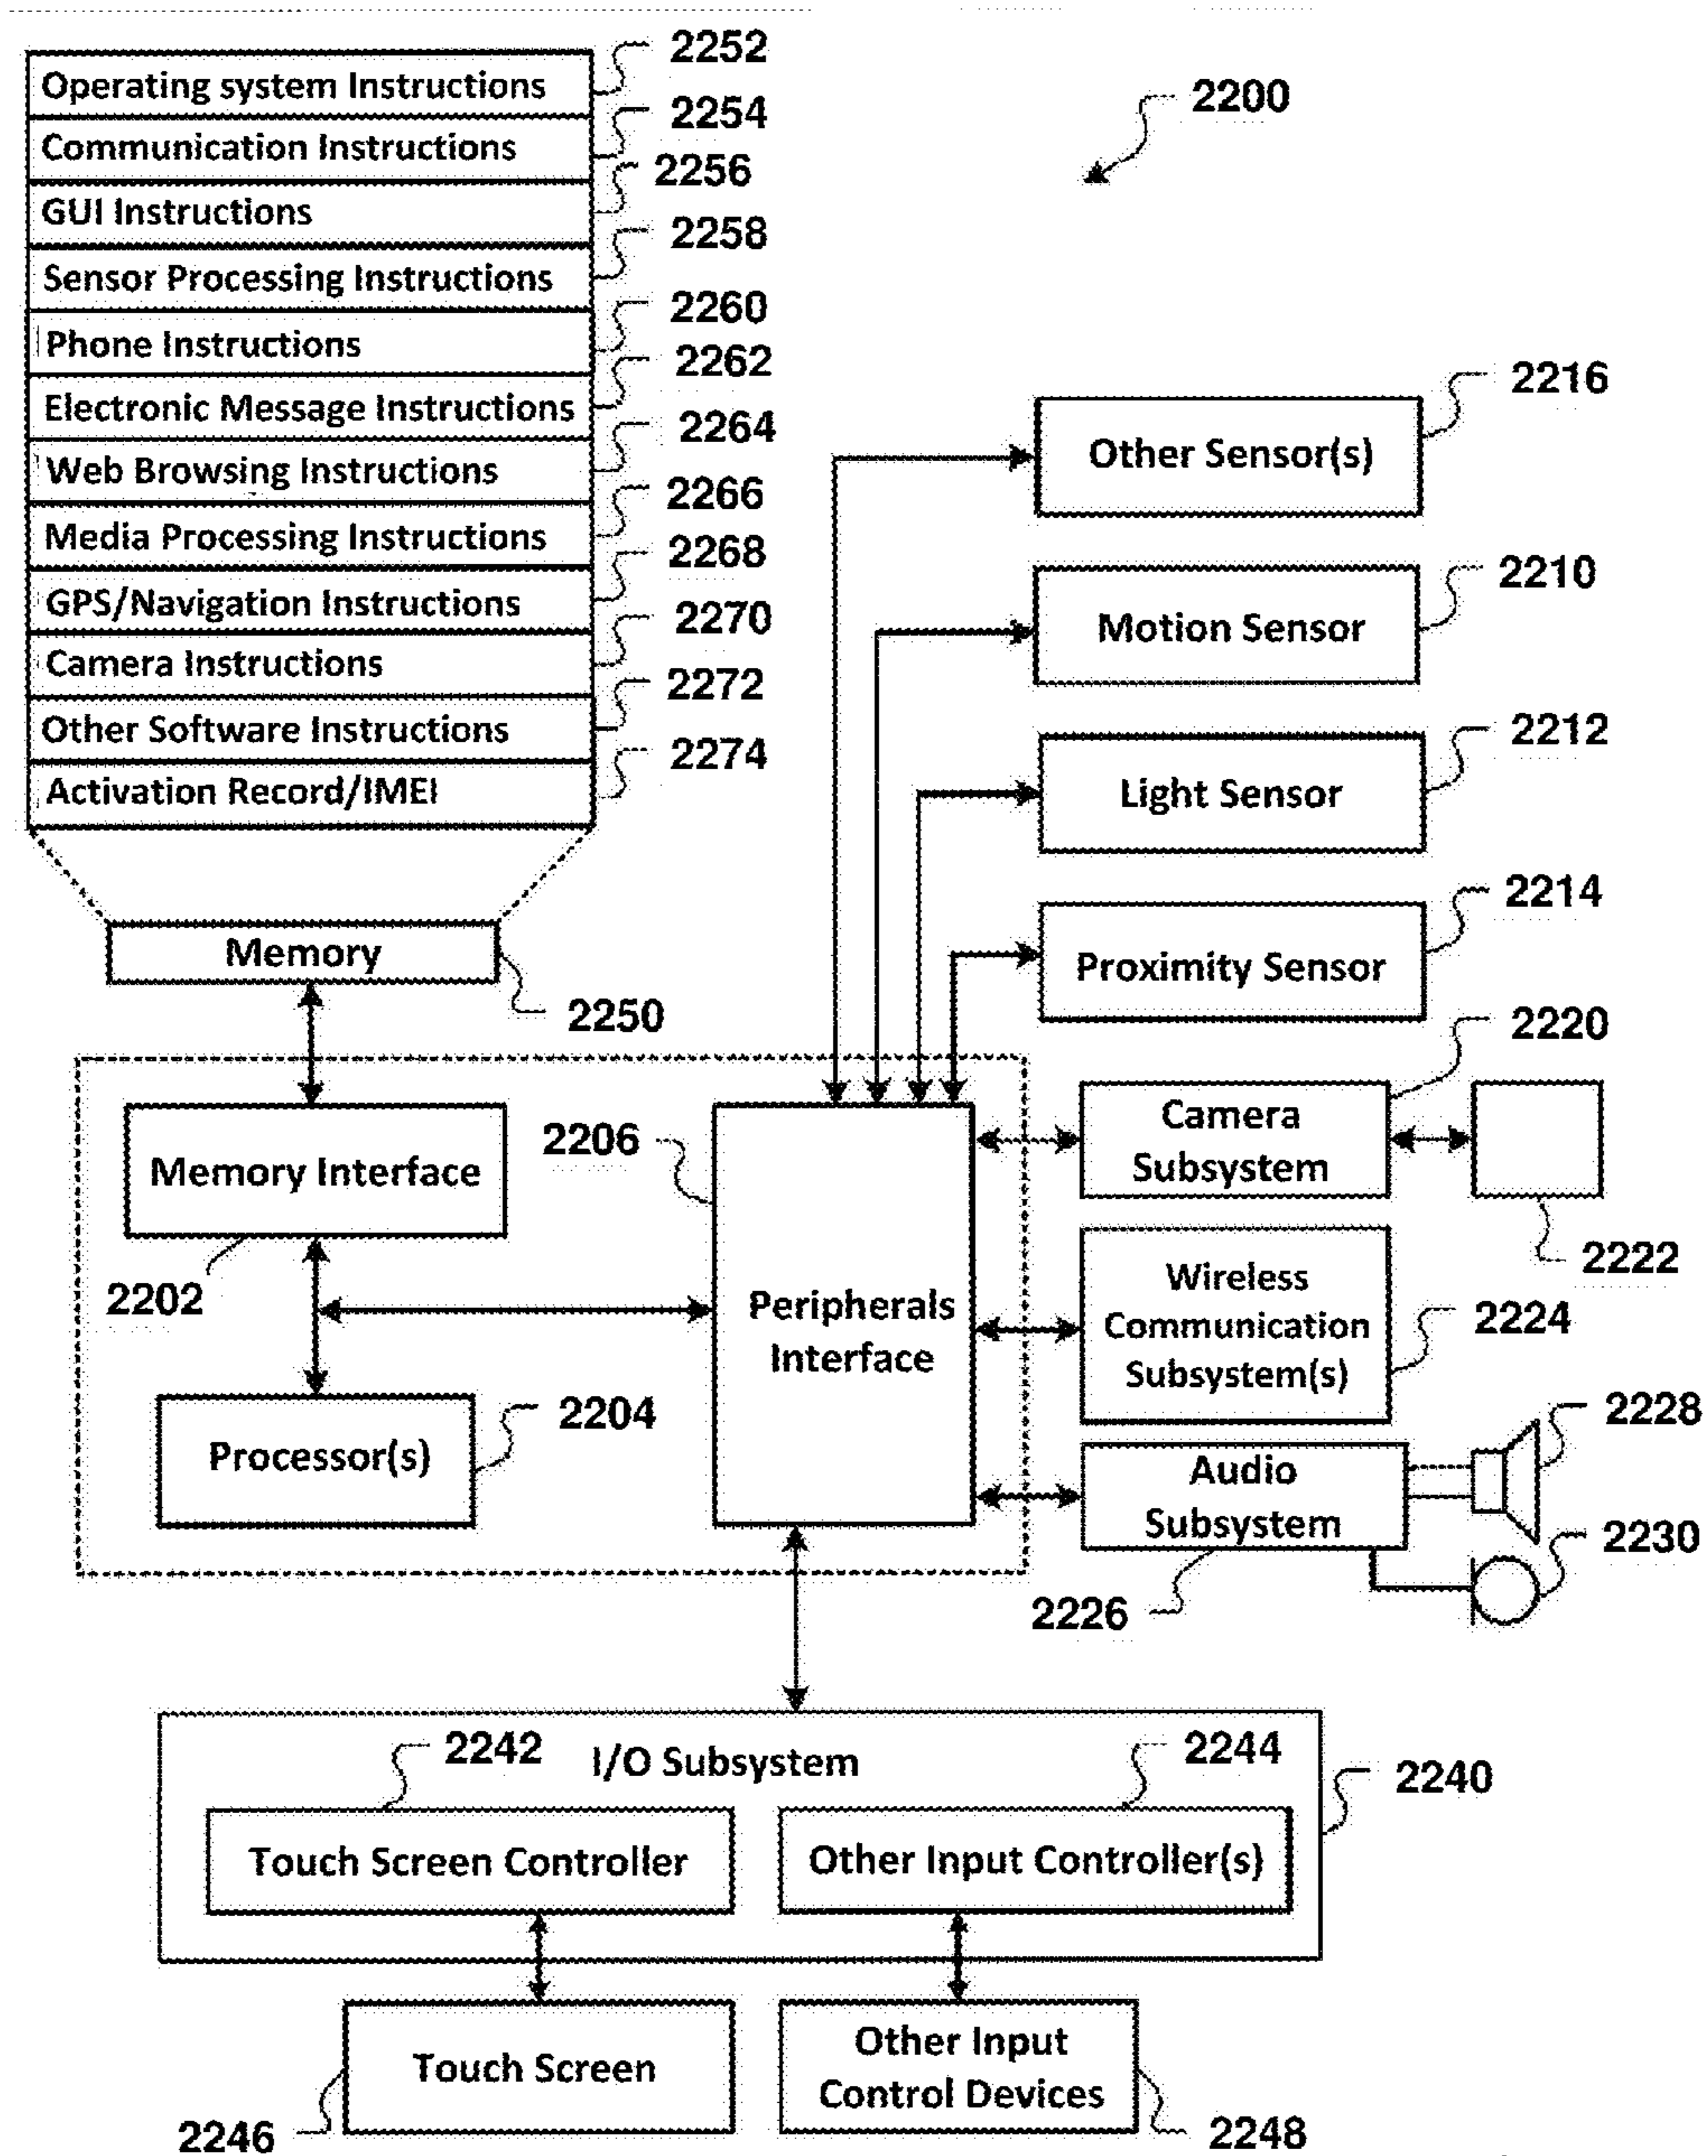 2252
Operating system Instructions
2254
Communication Instructions
2256
GUI Instructions
2258
Sensor Processing Instructions
2260
Phone Instructions
2262
Electronic Message Instructions
2264
Web Browsing Instructions
2266
Media Processing Instructions
2268
GPS/Navigation Instructions
2270
Camera Instructions
2272
Other Software Instructions
2274
Activation Record/IMEI
Memory
2250
2200
2216
Other Sensor(s)
2210
Motion Sensor
2212
Light Sensor
2214
Proximity Sensor
2220
Camera
Subsystem
2222
Memory Interface
2202
2206
Peripherals
Interface
Wireless
Communication
Subsystem(s)
2224
Processor(s)
2204
2228
Audio
Subsystem
2230
2226
2242
I/O Subsystem
2244
2240
Touch Screen Controller
Other Input Controller(s)
Touch Screen
2246
Other Input
Control Devices
2248